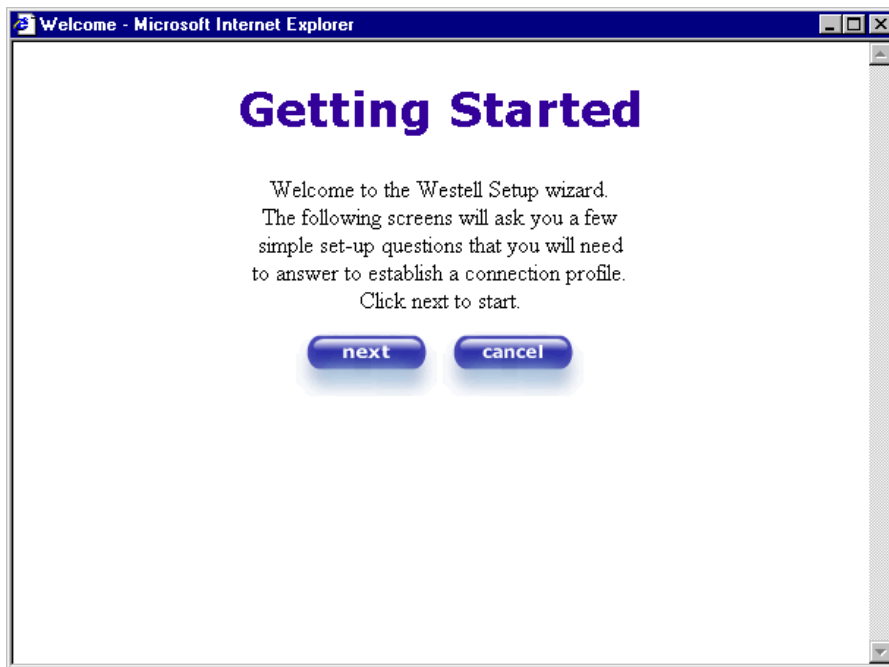 Welcome - Microsoft Internet Explorer
Getting Started
Welcome to the Westell Setup wizard.
The following screens will ask you a few
simple set-up questions that you will need
to answer to establish a connection profile.
Click next to start.
next cancel